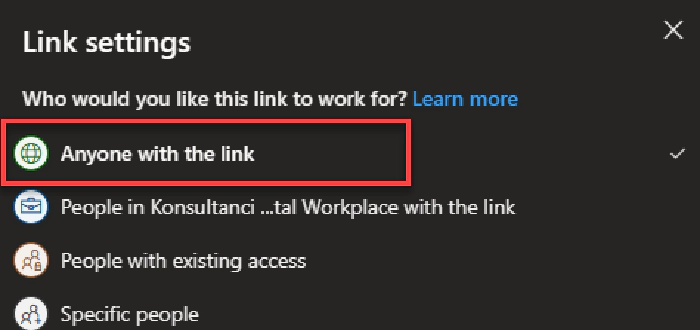 Link settings
Who would you like this link to work for? Learn more
Anyone with the link
People in Konsultanci ...tal Workplace with the link
People with existing access
Specific people